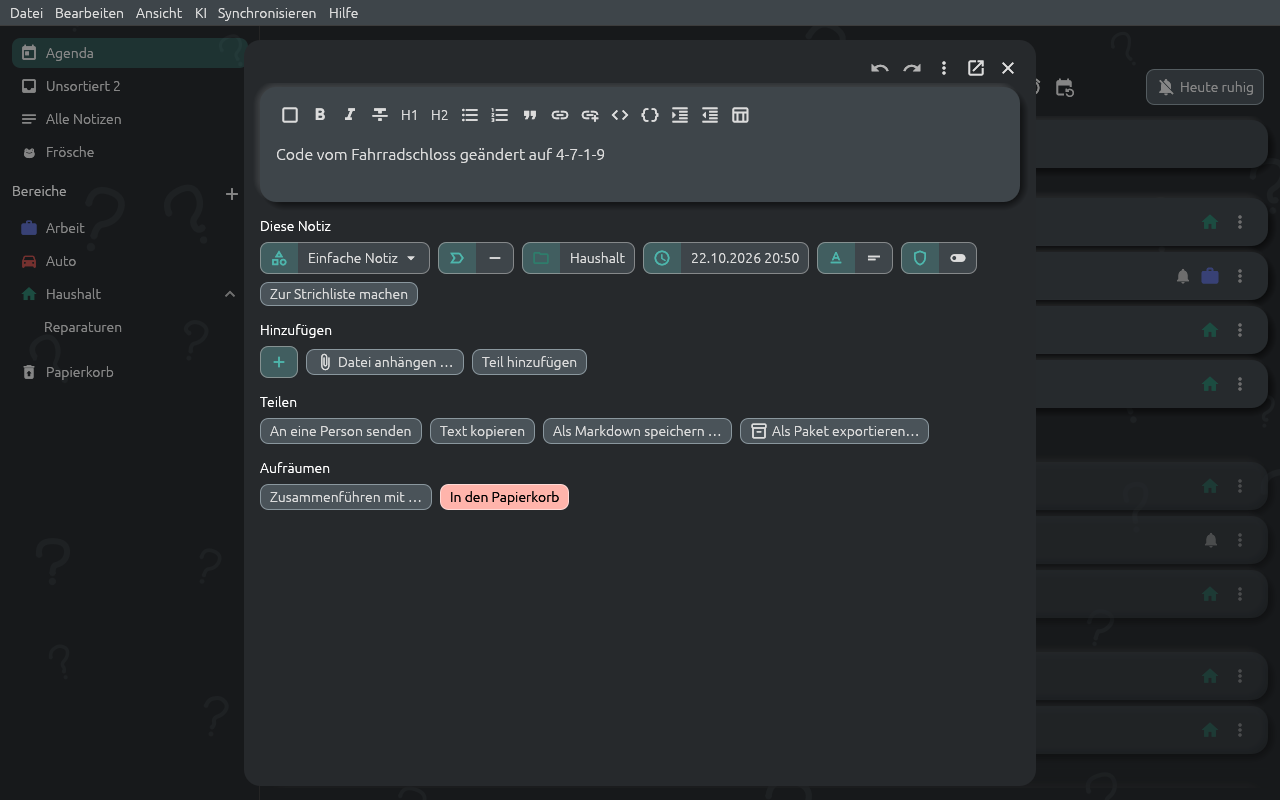 Datei Bearbeiten Ansicht KI Synchronisieren Hilfe
Agenda
Unsortiert 2
Alle Notizen
Frösche
Bereiche
Arbeit
Auto
Haushalt
Reparaturen
Papierkorb
Heute ruhig
H1 H2
Code vom Fahrradschloss geändert auf 4-7-1-9
Diese Notiz
Einfache Notiz Haushalt 22.10.2026 20:50
Zur Strichliste machen
Hinzufügen
Datei anhängen … Teil hinzufügen
Teilen
An eine Person senden Text kopieren Als Markdown speichern … Als Paket exportieren…
Aufräumen
Zusammenführen mit … In den Papierkorb